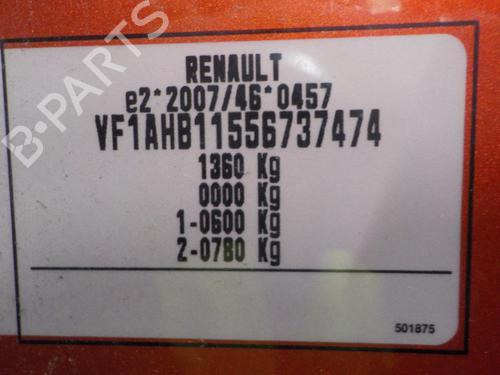 RENAULT
e2*2007/46*0457
VF1AHB11556737474
1360 Kg
0000 Kg
1-0600 Kg
2-0780 Kg
501875
B-PARTS